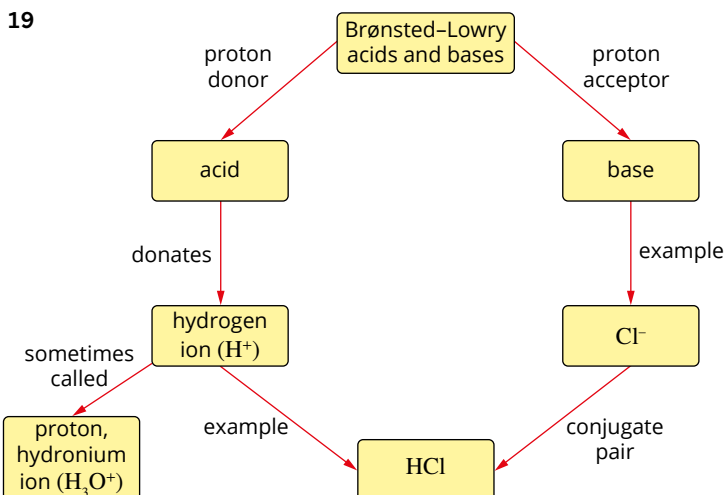 19
Brønsted–Lowry
acids and bases
proton
donor
proton
acceptor
acid
base
donates
example
hydrogen
ion (H⁺)
Cl⁻
sometimes
called
example
conjugate
pair
proton,
hydronium
ion (H₃O⁺)
HCl